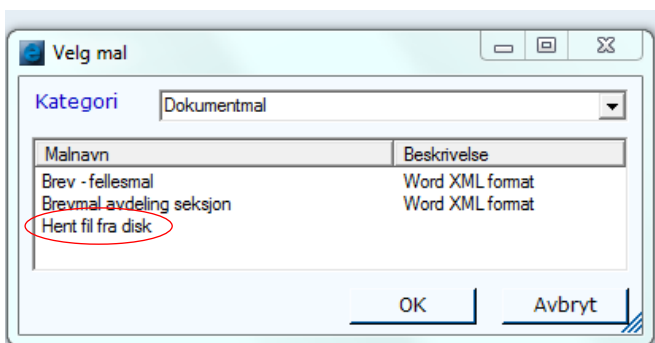 Velg mal
Kategori Dokumentmal
Malnavn Beskrivelse
Brev - fellesmal Word XML format
Brevmal avdeling seksjon Word XML format
Hent fil fra disk
OK Avbryt